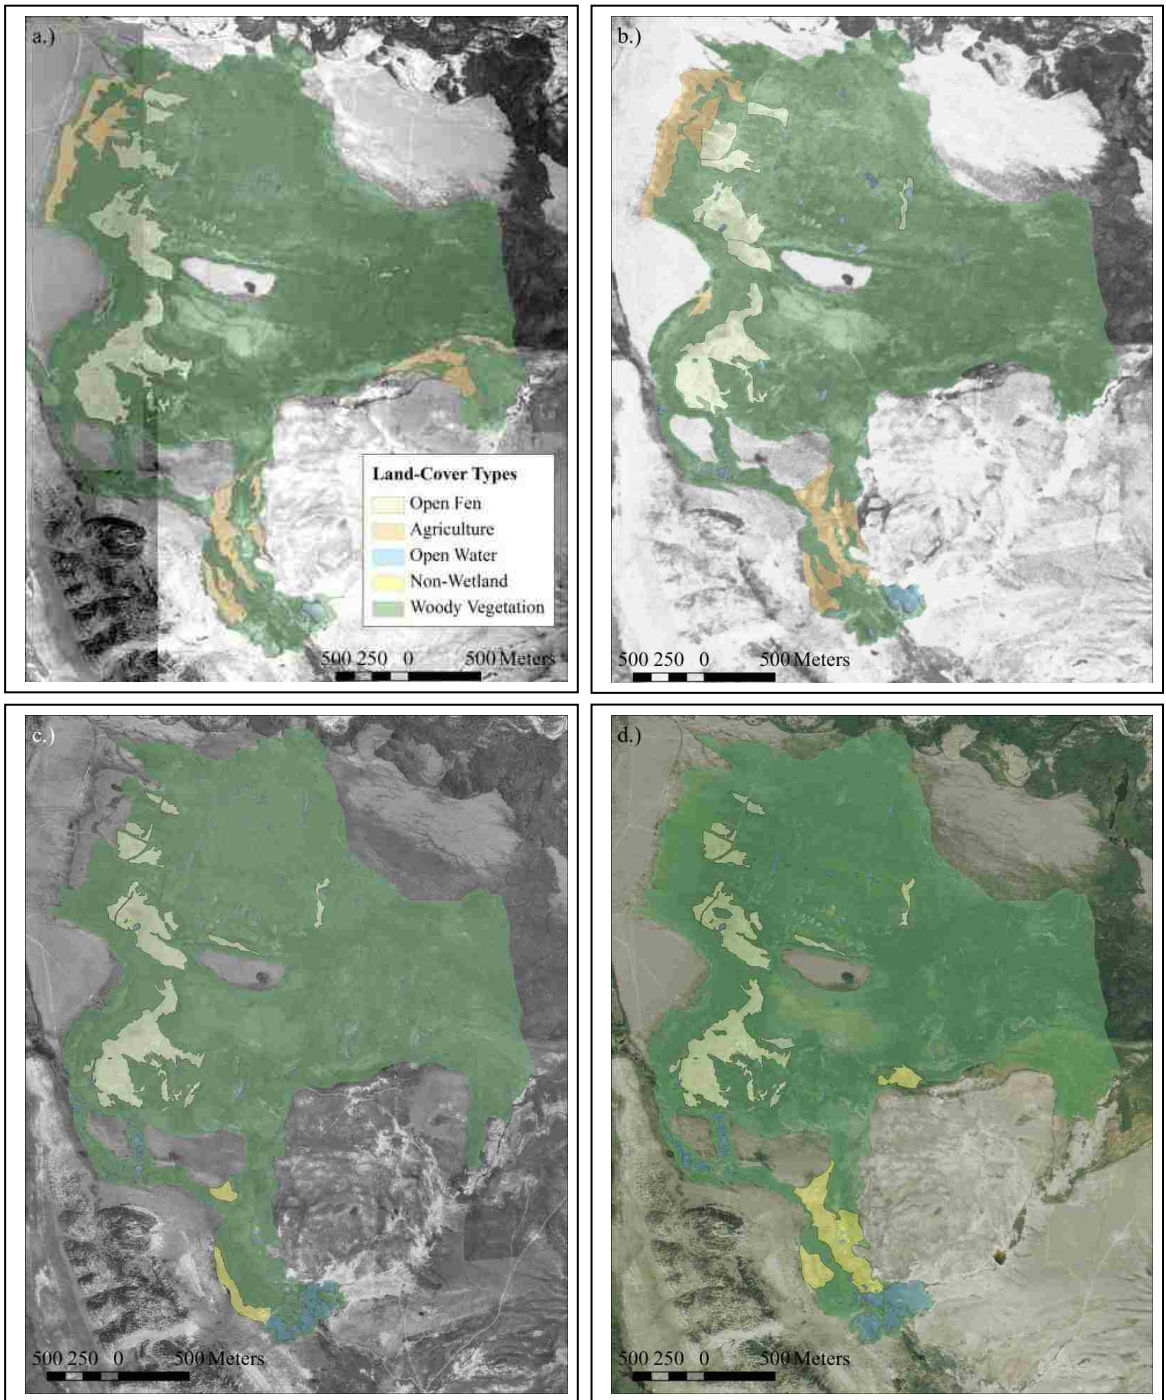 a.)
b.)
Land-Cover Types
Open Fen
Agriculture
Open Water
Non-Wetland
Woody Vegetation
500 250 0 500 Meters
500 250 0 500 Meters
c.)
d.)
500 250 0 500 Meters
500 250 0 500 Meters